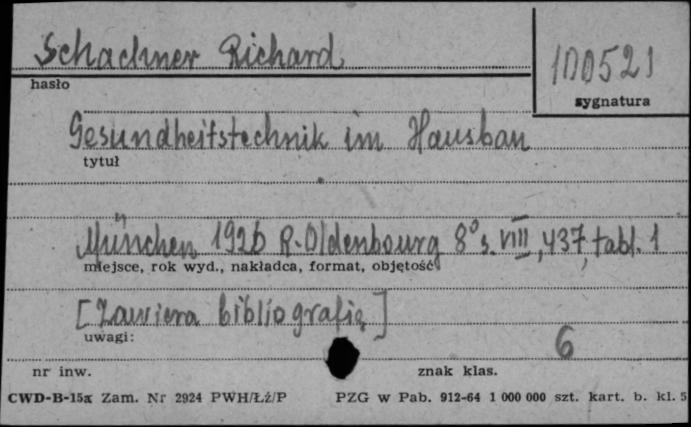 Schachner Richard
hasło
100521
sygnatura
Gesundheitstechnik im Hausbau
tytuł
München 1926 R. Oldenbourg 8° s. VIII, 437, tabl. 1
miejsce, rok wyd., nakładca, format, objętość
[Zawiera bibliografię]
uwagi:
6
nr inw.
znak klas.
CWD-B-15a Zam. Nr 2924 PWH/Łź/P PZG w Pab. 912-64 1 000 000 szt. kart. b. kl. 5